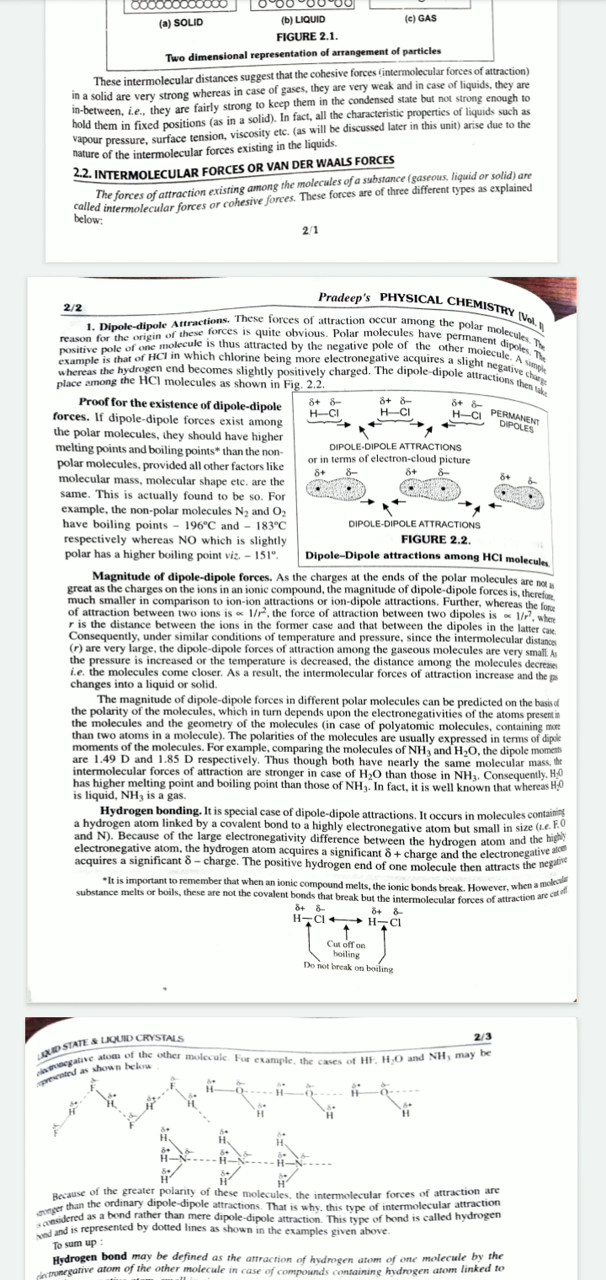 (a) SOLID
(b) LIQUID
(c) GAS
FIGURE 2.1.
Two dimensional representation of arrangement of particles
These intermolecular distances suggest that the cohesive forces (intermolecular forces of attraction)
in a solid are very strong whereas in case of gases, they are very weak and in case of liquids, they are
in-between, i.e., they are fairly strong to keep them in the condensed state but not strong enough to
hold them in fixed positions (as in a solid). In fact, all the characteristic properties of liquids such as
vapour pressure, surface tension, viscosity etc. (as will be discussed later in this unit) arise due to the
nature of the intermolecular forces existing in the liquids.
2.2. INTERMOLECULAR FORCES OR VAN DER WAALS FORCES
The forces of attraction existing among the molecules of a substance (gaseous, liquid or solid) are
called intermolecular forces or cohesive forces. These forces are of three different types as explained
below:
2/1
2/2
Pradeep's PHYSICAL CHEMISTRY [Vol. I]
1. Dipole-dipole Attractions. These forces of attraction occur among the polar molecules. The
reason for the origin of these forces is quite obvious. Polar molecules have permanent dipoles. The
positive pole of one molecule is thus attracted by the negative pole of the other molecule. A simple
example is that of HCl in which chlorine being more electronegative acquires a slight negative charge
whereas the hydrogen end becomes slightly positively charged. The dipole-dipole attractions then take
place among the HCl molecules as shown in Fig. 2.2.
Proof for the existence of dipole-dipole
forces. If dipole-dipole forces exist among
the polar molecules, they should have higher
melting points and boiling points* than the non-
polar molecules, provided all other factors like
molecular mass, molecular shape etc. are the
same. This is actually found to be so. For
example, the non-polar molecules N₂ and O₂
have boiling points – 196°C and – 183°C
respectively whereas NO which is slightly
polar has a higher boiling point viz. – 151°.
δ+ δ– δ+ δ– δ+ δ–
H—Cl H—Cl H—Cl PERMANENT
DIPOLES
DIPOLE-DIPOLE ATTRACTIONS
or in terms of electron-cloud picture
δ+ δ– δ+ δ– δ+ δ–
DIPOLE-DIPOLE ATTRACTIONS
FIGURE 2.2.
Dipole–Dipole attractions among HCl molecules.
Magnitude of dipole-dipole forces. As the charges at the ends of the polar molecules are not as
great as the charges on the ions in an ionic compound, the magnitude of dipole-dipole forces is, therefore,
much smaller in comparison to ion-ion attractions or ion-dipole attractions. Further, whereas the force
of attraction between two ions is ∝ 1/r², the force of attraction between two dipoles is ∝ 1/r⁷, where
r is the distance between the ions in the former case and that between the dipoles in the latter case.
Consequently, under similar conditions of temperature and pressure, since the intermolecular distances
(r) are very large, the dipole-dipole forces of attraction among the gaseous molecules are very small. As
the pressure is increased or the temperature is decreased, the distance among the molecules decreases
i.e. the molecules come closer. As a result, the intermolecular forces of attraction increase and the gas
changes into a liquid or solid.
The magnitude of dipole-dipole forces in different polar molecules can be predicted on the basis of
the polarity of the molecules, which in turn depends upon the electronegativities of the atoms present in
the molecules and the geometry of the molecules (in case of polyatomic molecules, containing more
than two atoms in a molecule). The polarities of the molecules are usually expressed in terms of dipole
moments of the molecules. For example, comparing the molecules of NH₃ and H₂O, the dipole moments
are 1.49 D and 1.85 D respectively. Thus though both have nearly the same molecular mass, the
intermolecular forces of attraction are stronger in case of H₂O than those in NH₃. Consequently, H₂O
has higher melting point and boiling point than those of NH₃. In fact, it is well known that whereas H₂O
is liquid, NH₃ is a gas.
Hydrogen bonding. It is special case of dipole-dipole attractions. It occurs in molecules containing
a hydrogen atom linked by a covalent bond to a highly electronegative atom but small in size (i.e. F, O
and N). Because of the large electronegativity difference between the hydrogen atom and the highly
electronegative atom, the hydrogen atom acquires a significant δ + charge and the electronegative atom
acquires a significant δ – charge. The positive hydrogen end of one molecule then attracts the negative
*It is important to remember that when an ionic compound melts, the ionic bonds break. However, when a molecular
substance melts or boils, these are not the covalent bonds that break but the intermolecular forces of attraction are cut off
δ+ δ– δ+ δ–
H—Cl H—Cl
Cut off on
boiling
Do not break on boiling
LIQUID STATE & LIQUID CRYSTALS
2/3
electronegative atom of the other molecule. For example, the cases of HF, H₂O and NH₃ may be
represented as shown below
F F δ+ δ– δ+ δ– δ+ δ–
H H H H H—O H—O H—O
F F H H H
H H H
H—N H—N H—N
H H H
Because of the greater polarity of these molecules, the intermolecular forces of attraction are
stronger than the ordinary dipole-dipole attractions. That is why, this type of intermolecular attraction
is considered as a bond rather than mere dipole-dipole attraction. This type of bond is called hydrogen
bond and is represented by dotted lines as shown in the examples given above.
To sum up :
Hydrogen bond may be defined as the attraction of hydrogen atom of one molecule by the
electronegative atom of the other molecule in case of compounds containing hydrogen atom linked to